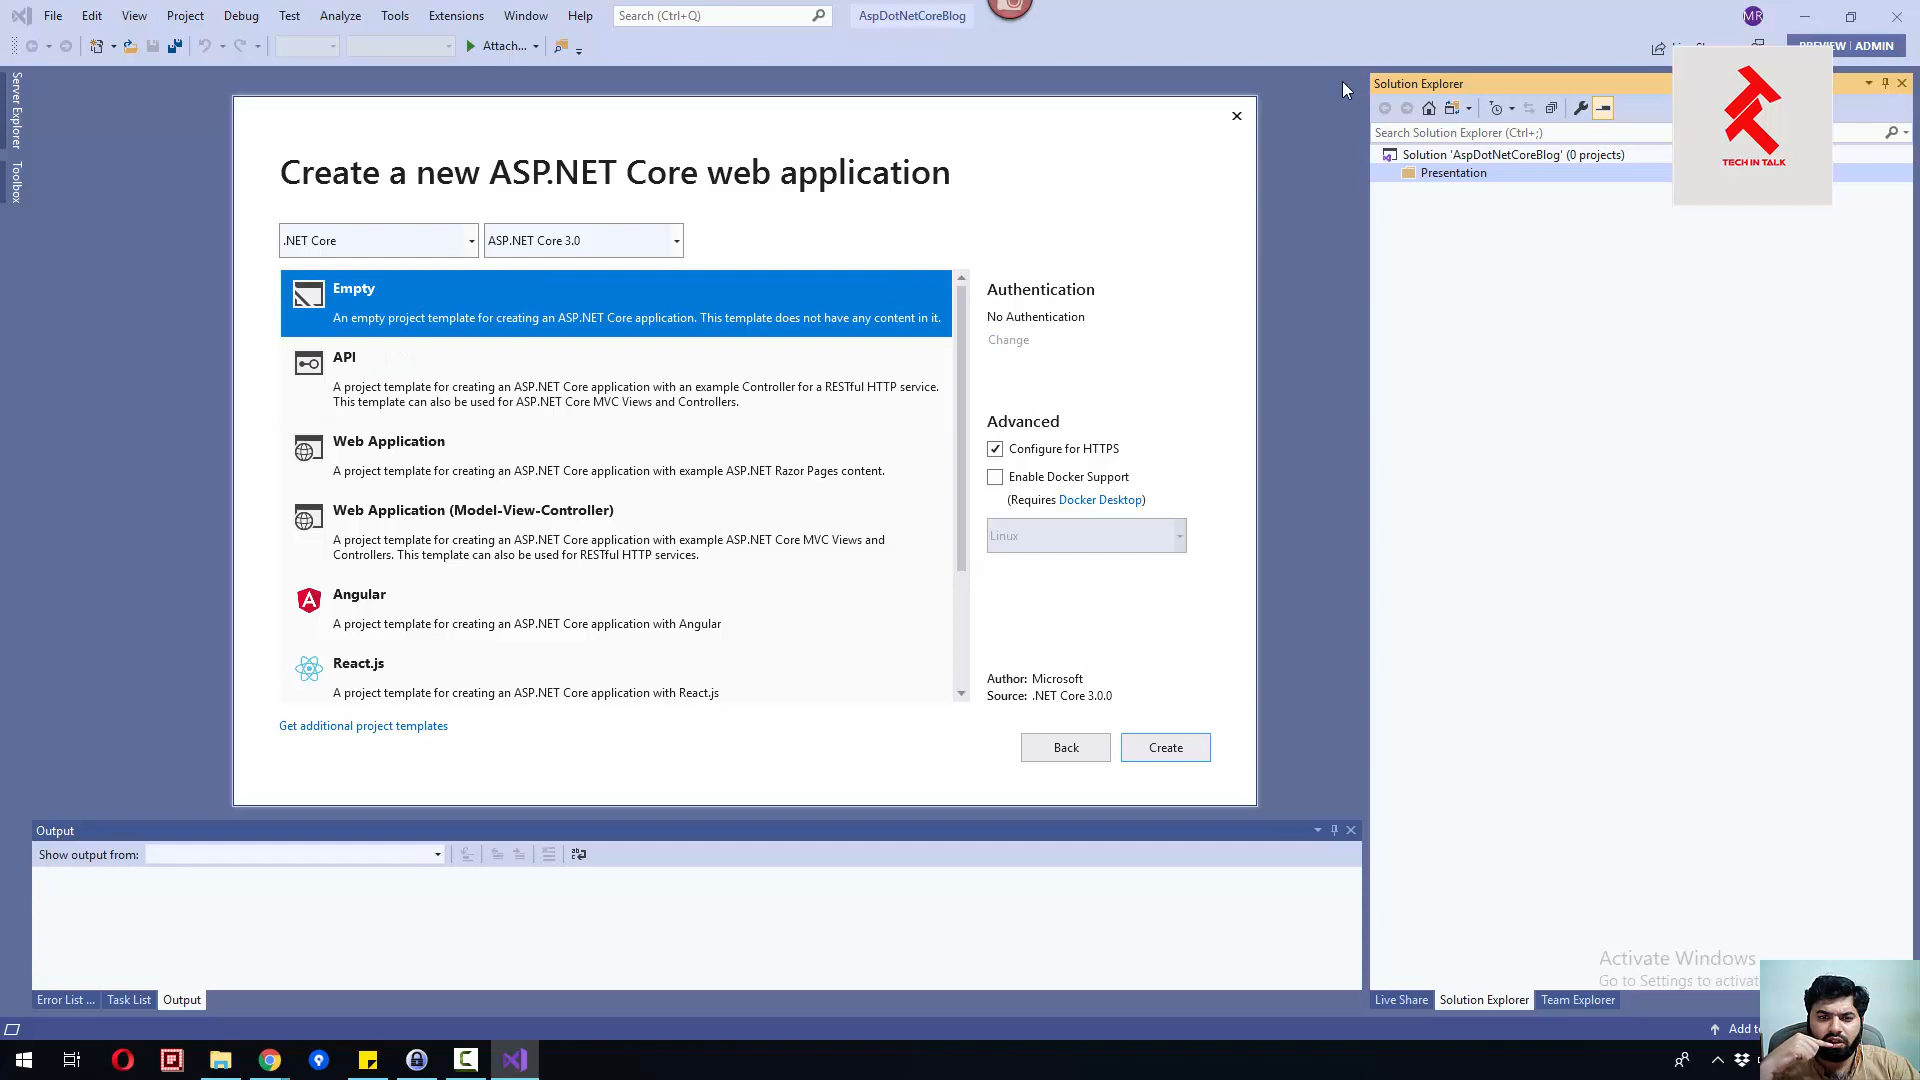 File Edit View Project Debug Test Analyze Tools Extensions Window Help Search (Ctrl+Q) AspDotNetCoreBlog MR
Attach... PREVIEW ADMIN
Server Explorer
Toolbox
Solution Explorer
Search Solution Explorer (Ctrl+;)
Solution 'AspDotNetCoreBlog' (0 projects)
Presentation
TECH IN TALK
Create a new ASP.NET Core web application
.NET Core ASP.NET Core 3.0
Empty
An empty project template for creating an ASP.NET Core application. This template does not have any content in it.
API
A project template for creating an ASP.NET Core application with an example Controller for a RESTful HTTP service.
This template can also be used for ASP.NET Core MVC Views and Controllers.
Web Application
A project template for creating an ASP.NET Core application with example ASP.NET Razor Pages content.
Web Application (Model-View-Controller)
A project template for creating an ASP.NET Core application with example ASP.NET Core MVC Views and
Controllers. This template can also be used for RESTful HTTP services.
Angular
A project template for creating an ASP.NET Core application with Angular
React.js
A project template for creating an ASP.NET Core application with React.js
Get additional project templates
Authentication
No Authentication
Change
Advanced
Configure for HTTPS
Enable Docker Support
(Requires Docker Desktop)
Linux
Author: Microsoft
Source: .NET Core 3.0.0
Back Create
Output
Show output from:
Error List ... Task List Output
Activate Windows
Go to Settings to activat
Live Share Solution Explorer Team Explorer
Add to